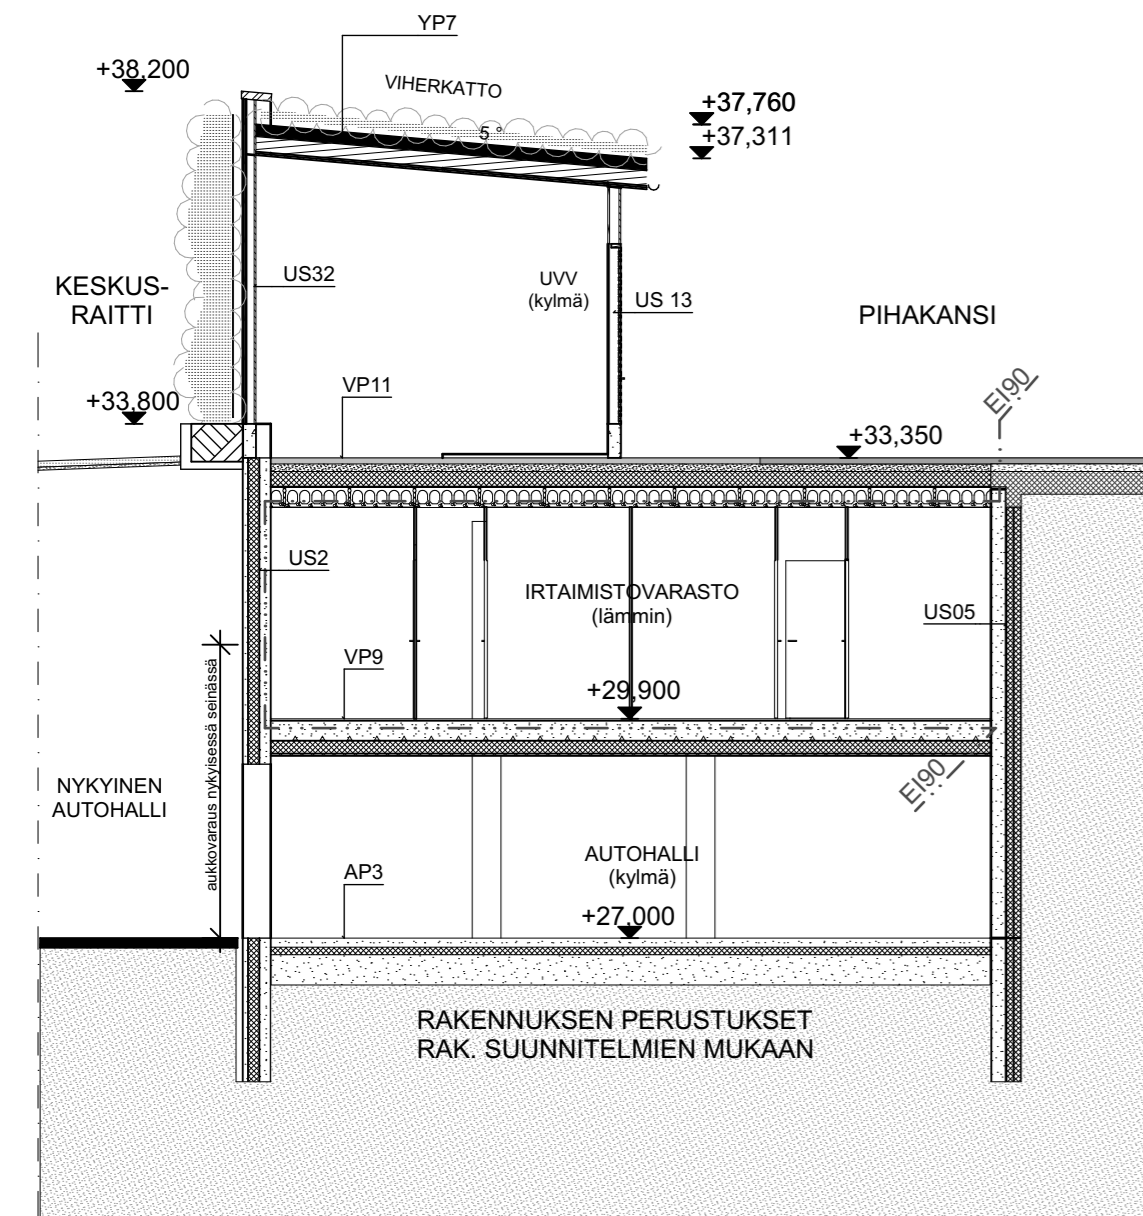 YP7
+38,200
VIHERKATTO
+37,760
5 °
+37,311
US32
UVV
(kylmä)
US 13
KESKUS-
RAITTI
PIHAKANSI
VP11
+33,800
EI90
+33,350
US2
IRTAIMISTOVARASTO
(lämmin)
US05
VP9
+29,900
aukkovaraus nykyisessä seinässä
NYKYINEN
AUTOHALLI
EI90
AUTOHALLI
(kylmä)
AP3
+27,000
RAKENNUKSEN PERUSTUKSET
RAK. SUUNNITELMIEN MUKAAN